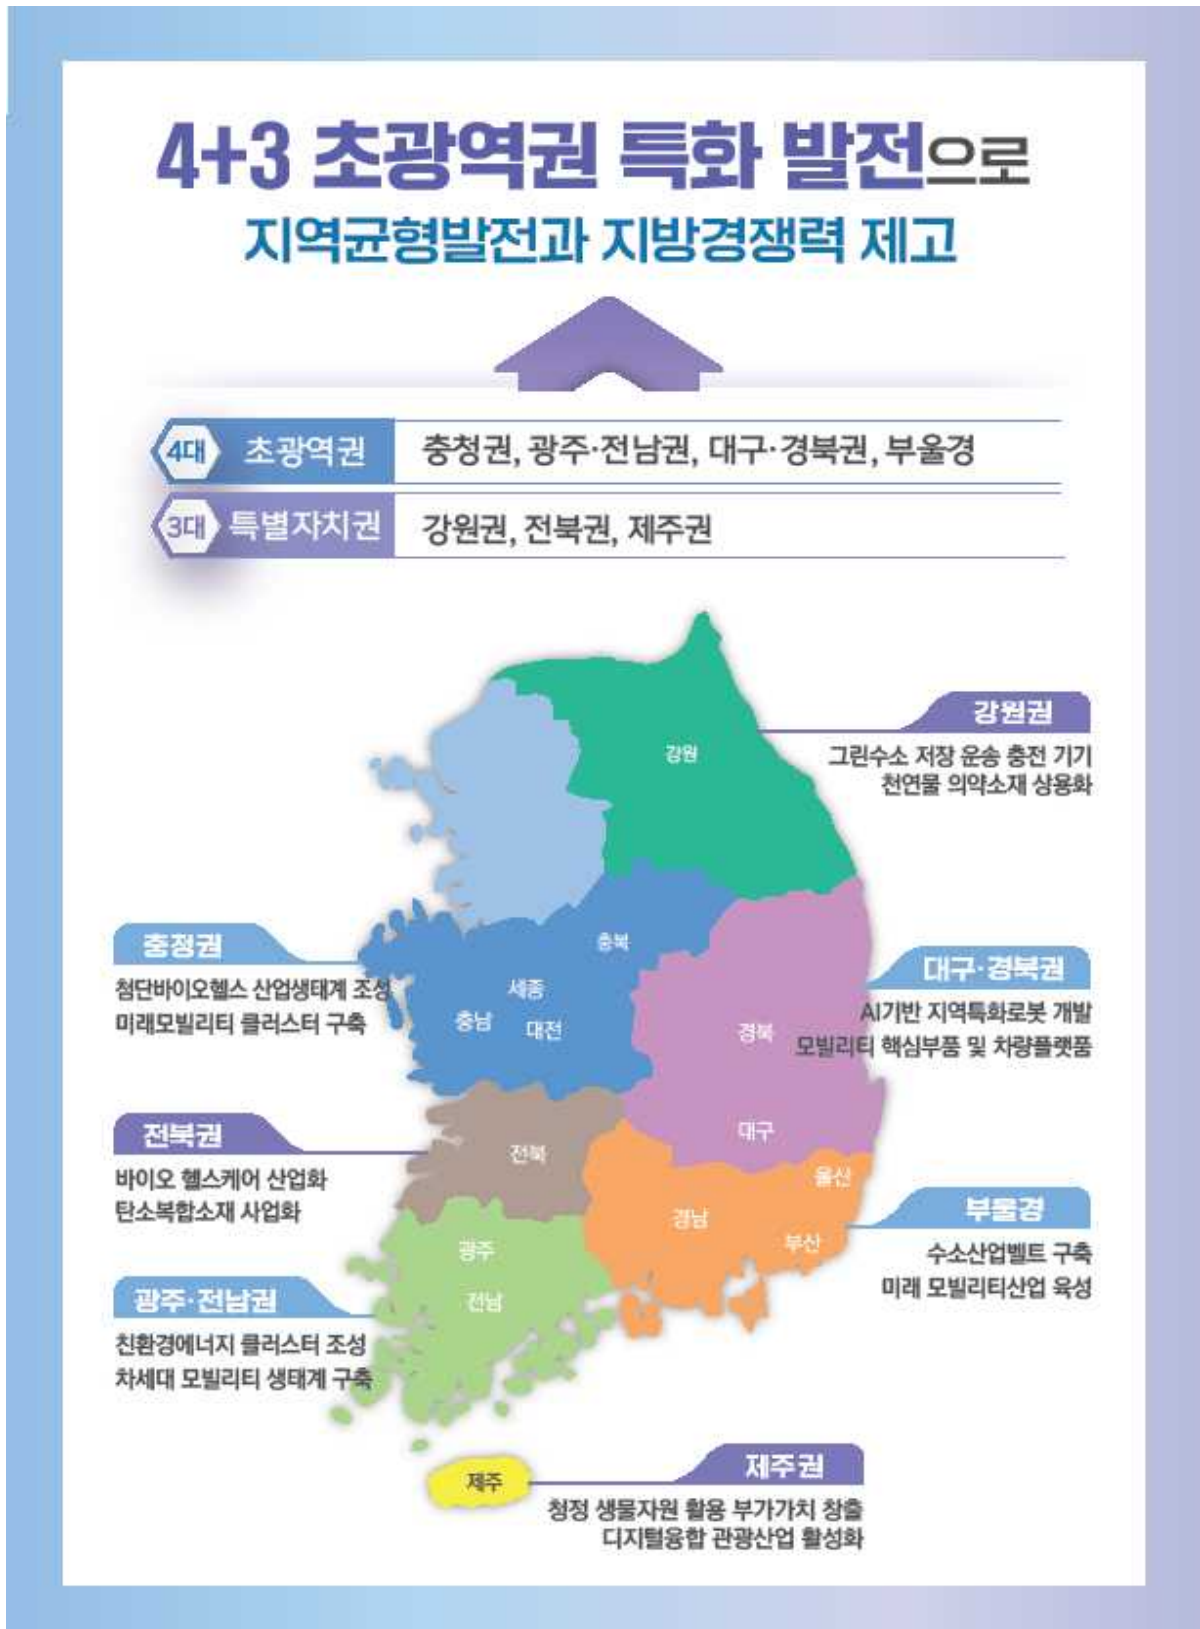 4+3 초광역권 특화 발전으로
지역균형발전과 지방경쟁력 제고
4대 초광역권 충청권, 광주·전남권, 대구·경북권, 부울경
3대 특별자치권 강원권, 전북권, 제주권
강원
강원권
그린수소 저장 운송 충전 기기
천연물 의약소재 상용화
충청권
첨단바이오헬스 산업생태계 조성
미래모빌리티 클러스터 구축
충북
세종
충남 대전
대구·경북권
AI기반 지역특화로봇 개발
모빌리티 핵심부품 및 차량플랫품
경북
대구
전북권
바이오 헬스케어 산업화
탄소복합소재 사업화
전북
울산
경남
부산
부울경
수소산업벨트 구축
미래 모빌리티산업 육성
광주·전남권
친환경에너지 클러스터 조성
차세대 모빌리티 생태계 구축
광주
전남
제주
제주권
청정 생물자원 활용 부가가치 창출
디지털융합 관광산업 활성화